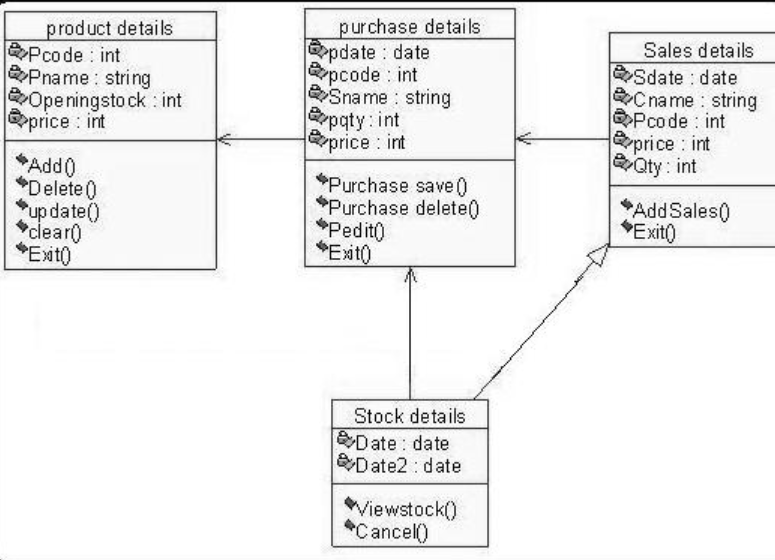 product details
Pcode : int
Pname : string
Openingstock : int
price : int
Add()
Delete()
update()
clear()
Exit()
purchase details
pdate : date
pcode : int
Sname : string
pqty : int
price : int
Purchase save()
Purchase delete()
Pedit()
Exit()
Sales details
Sdate : date
Cname : string
Pcode : int
price : int
Qty : int
AddSales()
Exit()
Stock details
Date : date
Date2 : date
Viewstock()
Cancel()